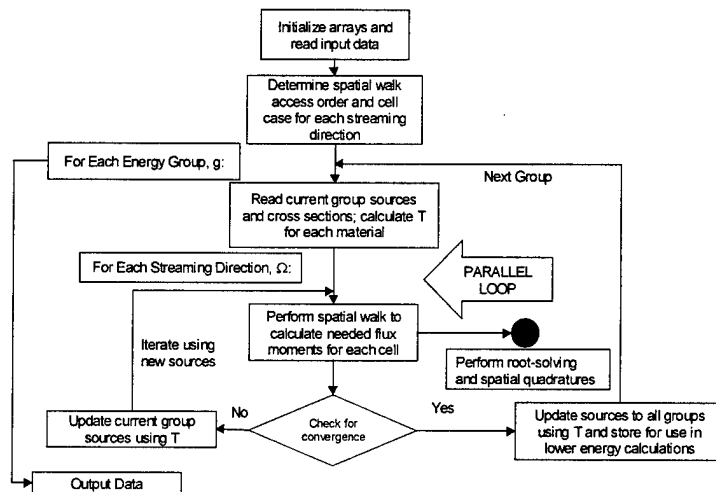 Initialize arrays and
read input data
Determine spatial walk
access order and cell
case for each streaming
direction
For Each Energy Group, g:
Next Group
Read current group sources
and cross sections; calculate T
for each material
For Each Streaming Direction, Ω:
PARALLEL
LOOP
Perform spatial walk to
calculate needed flux
moments for each cell
Iterate using
new sources
Perform root-solving
and spatial quadratures
Update current group
sources using T
No
Check for
convergence
Yes
Update sources to all groups
using T and store for use in
lower energy calculations
Output Data